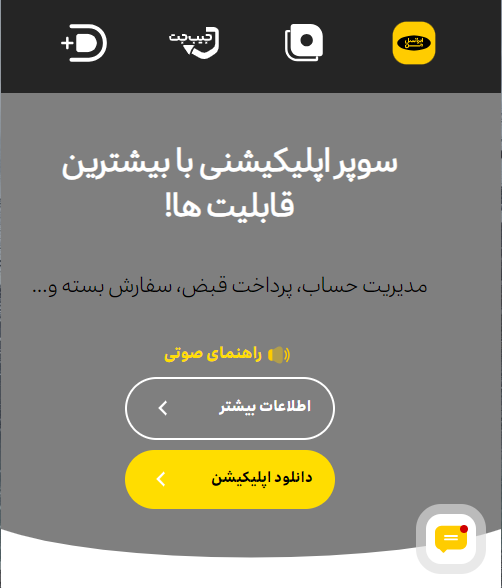 ایرانسل من
جیب‌جت
سوپر اپلیکیشنی با بیشترین
قابلیت ها!
مدیریت حساب، پرداخت قبض، سفارش بسته و...
راهنمای صوتی
اطلاعات بیشتر
دانلود اپلیکیشن